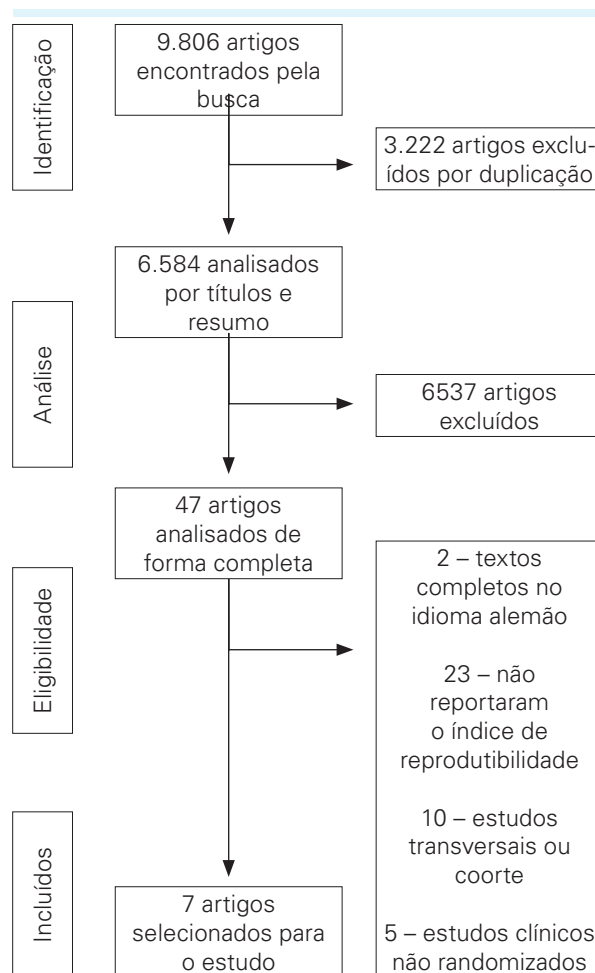 Identificação
9.806 artigos
encontrados pela
busca
3.222 artigos exclu-
ídos por duplicação
Análise
6.584 analisados
por títulos e
resumo
6537 artigos
excluídos
Eligibilidade
47 artigos
analisados de
forma completa
2 – textos
completos no
idioma alemão
23 – não
reportaram
o índice de
reprodutibilidade
10 – estudos
transversais ou
coorte
5 – estudos clínicos
não randomizados
Incluídos
7 artigos
selecionados para
o estudo